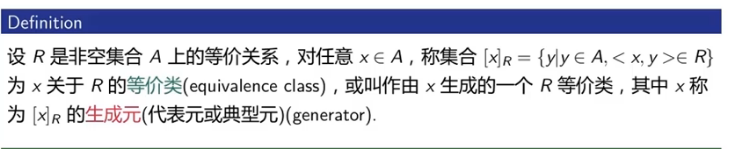 Definition
设 R 是非空集合 A 上的等价关系，对任意 x ∈ A，称集合 [x]R = {y|y ∈ A, < x, y >∈ R}
为 x 关于 R 的等价类(equivalence class)，或叫作由 x 生成的一个 R 等价类，其中 x 称
为 [x]R 的生成元(代表元或典型元)(generator).